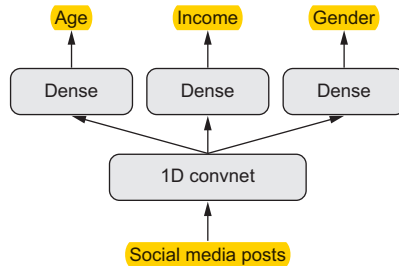 Age Income Gender
Dense Dense Dense
1D convnet
Social media posts